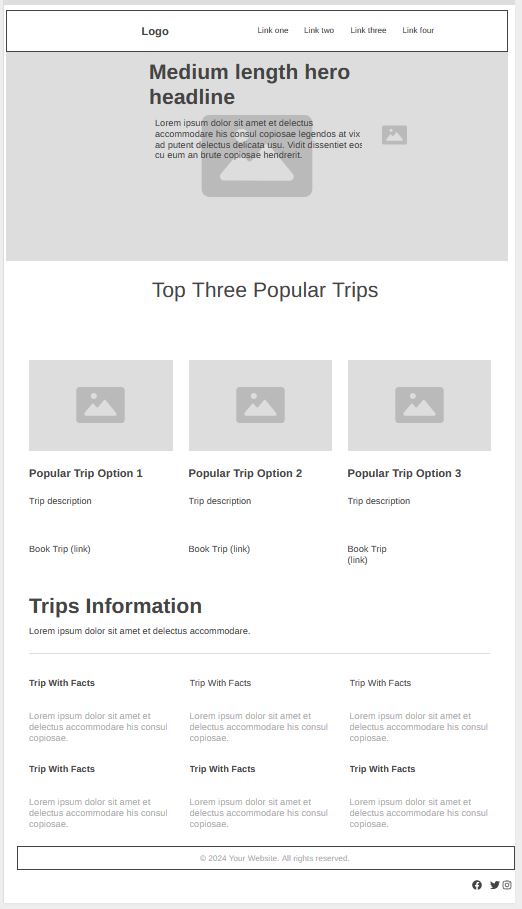 Logo
Link one
Link two
Link three
Link four
Medium length hero
headline
Lorem ipsum dolor sit amet et delectus
accommodare his consul copiosae legendos at vix
ad putent delectus delicata usu. Vidit dissentiet eos
cu eum an brute copiosae hendrerit.
Top Three Popular Trips
Popular Trip Option 1
Popular Trip Option 2
Popular Trip Option 3
Trip description
Trip description
Trip description
Book Trip (link)
Book Trip (link)
Book Trip
(link)
Trips Information
Lorem ipsum dolor sit amet et delectus accommodare.
Trip With Facts
Trip With Facts
Trip With Facts
Lorem ipsum dolor sit amet et
delectus accommodare his consul
copiosae.
Lorem ipsum dolor sit amet et
delectus accommodare his consul
copiosae.
Lorem ipsum dolor sit amet et
delectus accommodare his consul
copiosae.
Trip With Facts
Trip With Facts
Trip With Facts
Lorem ipsum dolor sit amet et
delectus accommodare his consul
copiosae.
Lorem ipsum dolor sit amet et
delectus accommodare his consul
copiosae.
Lorem ipsum dolor sit amet et
delectus accommodare his consul
copiosae.
© 2024 Your Website. All rights reserved.